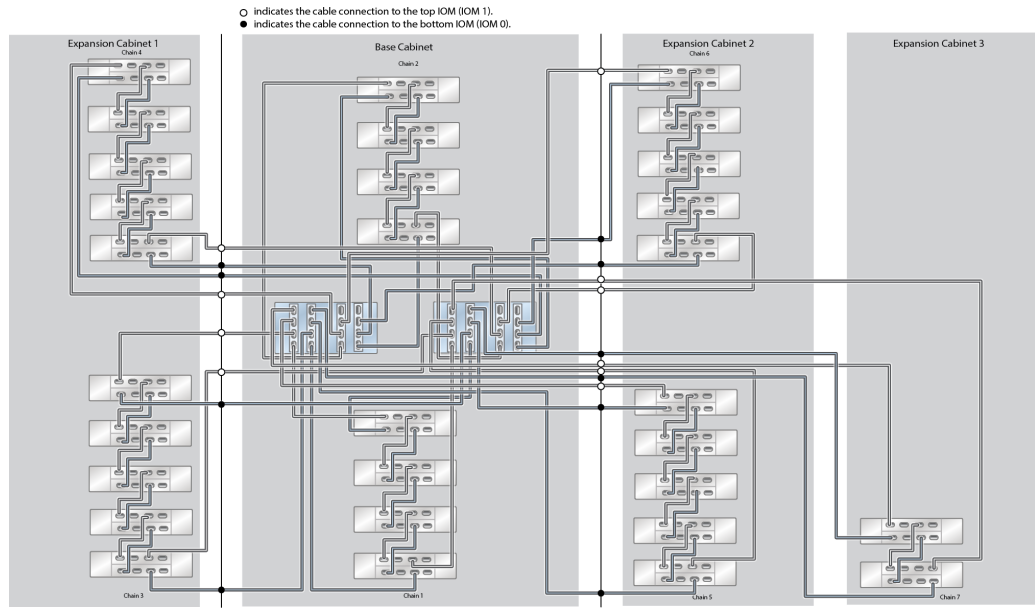 indicates the cable connection to the top IOM (IOM 1).
indicates the cable connection to the bottom IOM (IOM 0).
Expansion Cabinet 1
Chain 4
Base Cabinet
Chain 2
Expansion Cabinet 2
Chain 6
Expansion Cabinet 3
Chain 3
Chain 1
Chain 5
Chain 7